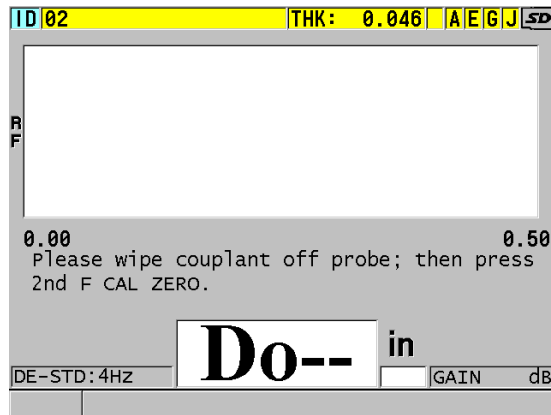 ID 02 THK: 0.046 A E G J SD
RF
0.00 0.50
Please wipe couplant off probe; then press
2nd F CAL ZERO.
Do-- in
DE-STD:4Hz GAIN dB